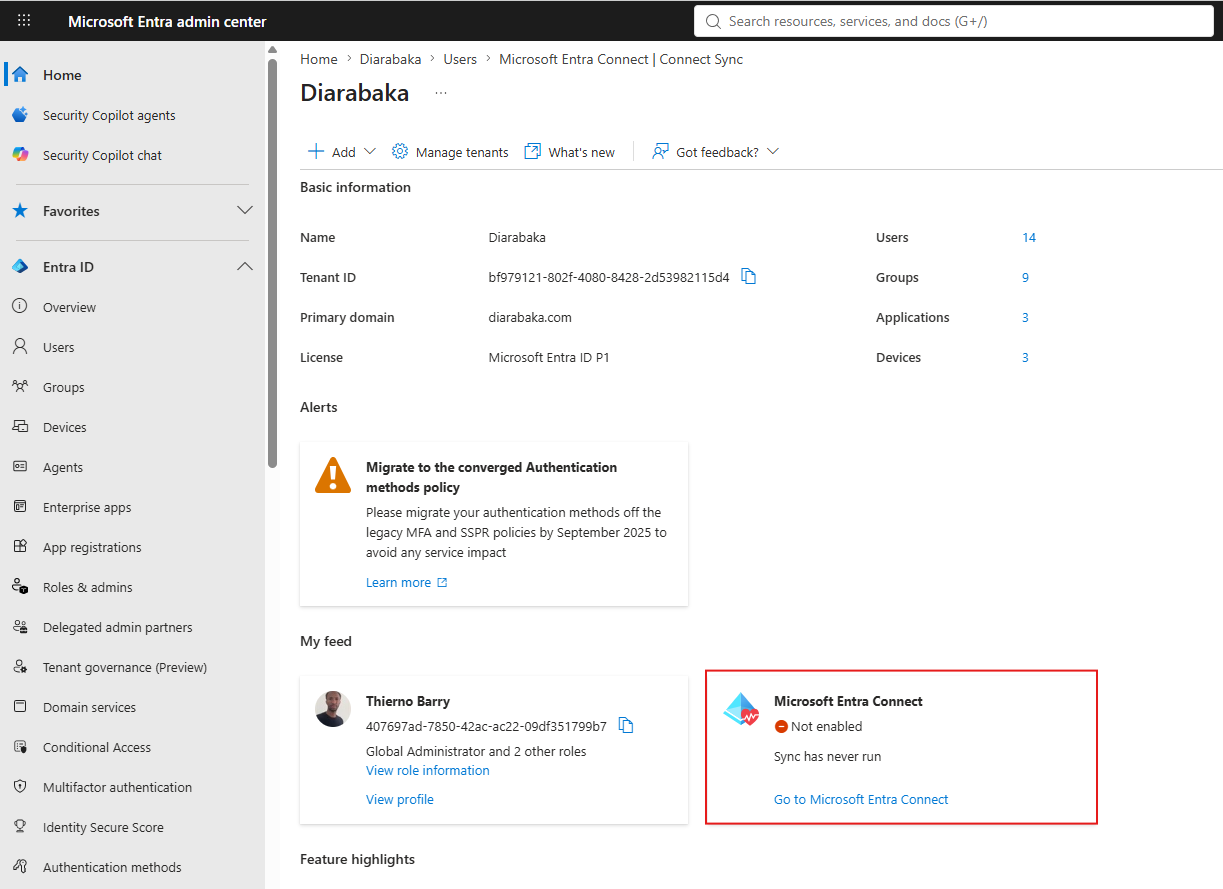 Microsoft Entra admin center
Search resources, services, and docs (G+/)
Home
Security Copilot agents
Security Copilot chat
Favorites
Entra ID
Overview
Users
Groups
Devices
Agents
Enterprise apps
App registrations
Roles & admins
Delegated admin partners
Tenant governance (Preview)
Domain services
Conditional Access
Multifactor authentication
Identity Secure Score
Authentication methods
Home > Diarabaka > Users > Microsoft Entra Connect | Connect Sync
Diarabaka ...
Add Manage tenants What's new Got feedback?
Basic information
Name Diarabaka Users 14
Tenant ID bf979121-802f-4080-8428-2d53982115d4 Groups 9
Primary domain diarabaka.com Applications 3
License Microsoft Entra ID P1 Devices 3
Alerts
Migrate to the converged Authentication
methods policy
Please migrate your authentication methods off the
legacy MFA and SSPR policies by September 2025 to
avoid any service impact
Learn more
My feed
Thierno Barry
407697ad-7850-42ac-ac22-09df351799b7
Global Administrator and 2 other roles
View role information
View profile
Microsoft Entra Connect
Not enabled
Sync has never run
Go to Microsoft Entra Connect
Feature highlights